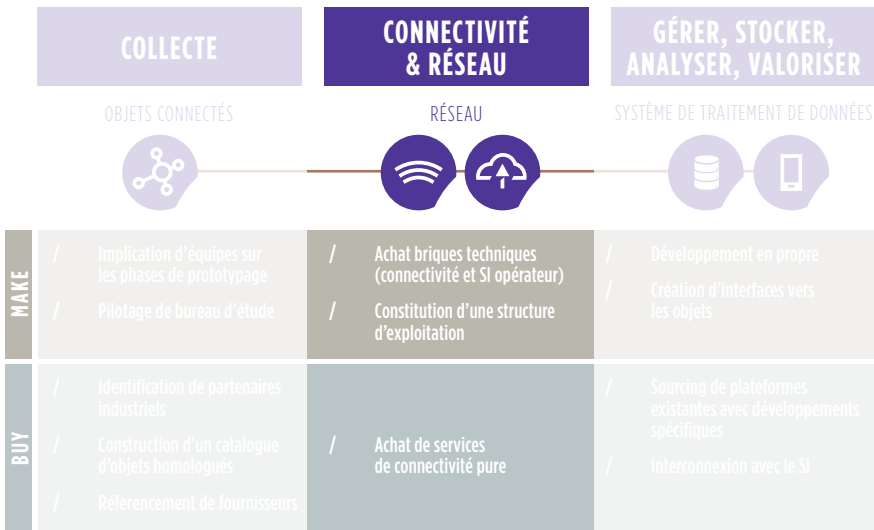 COLLECTE
CONNECTIVITÉ
& RÉSEAU
GÉRER, STOCKER,
ANALYSER, VALORISER
OBJETS CONNECTÉS
RÉSEAU
SYSTÈME DE TRAITEMENT DE DONNÉES
MAKE
/ Implication d'équipes sur
les phases de prototypage
/ Pilotage de bureau d'étude
/ Achat briques techniques
(connectivité et SI opérateur)
/ Constitution d'une structure
d'exploitation
/ Développement en propre
/ Création d'interfaces vers
les objets
BUY
/ Identification de partenaires
industriels
/ Construction d'un catalogue
d'objets homologués
/ Réferencement de fournisseurs
/ Achat de services
de connectivité pure
/ Sourcing de plateformes
existantes avec développements
spécifiques
/ Interconnexion avec le SI